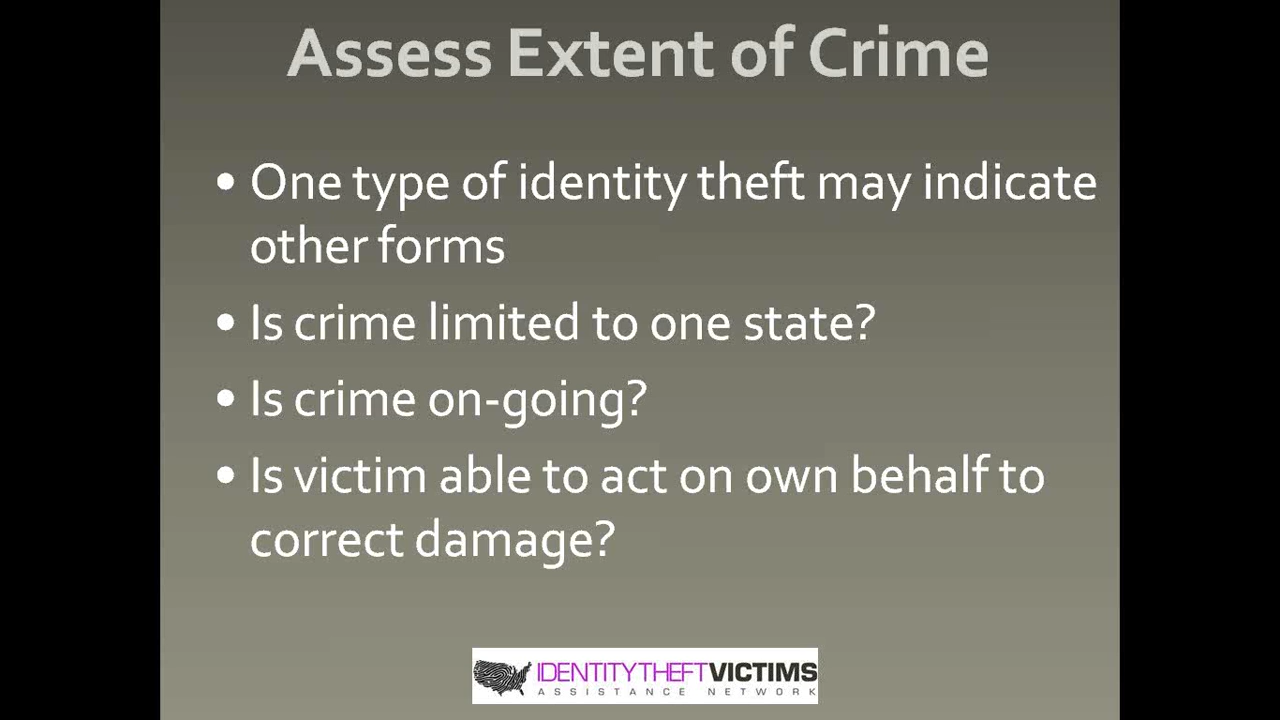 Assess Extent of Crime
• One type of identity theft may indicate
other forms
• Is crime limited to one state?
• Is crime on-going?
• Is victim able to act on own behalf to
correct damage?
IDENTITYTHEFTVICTIMS
ASSISTANCE NETWORK